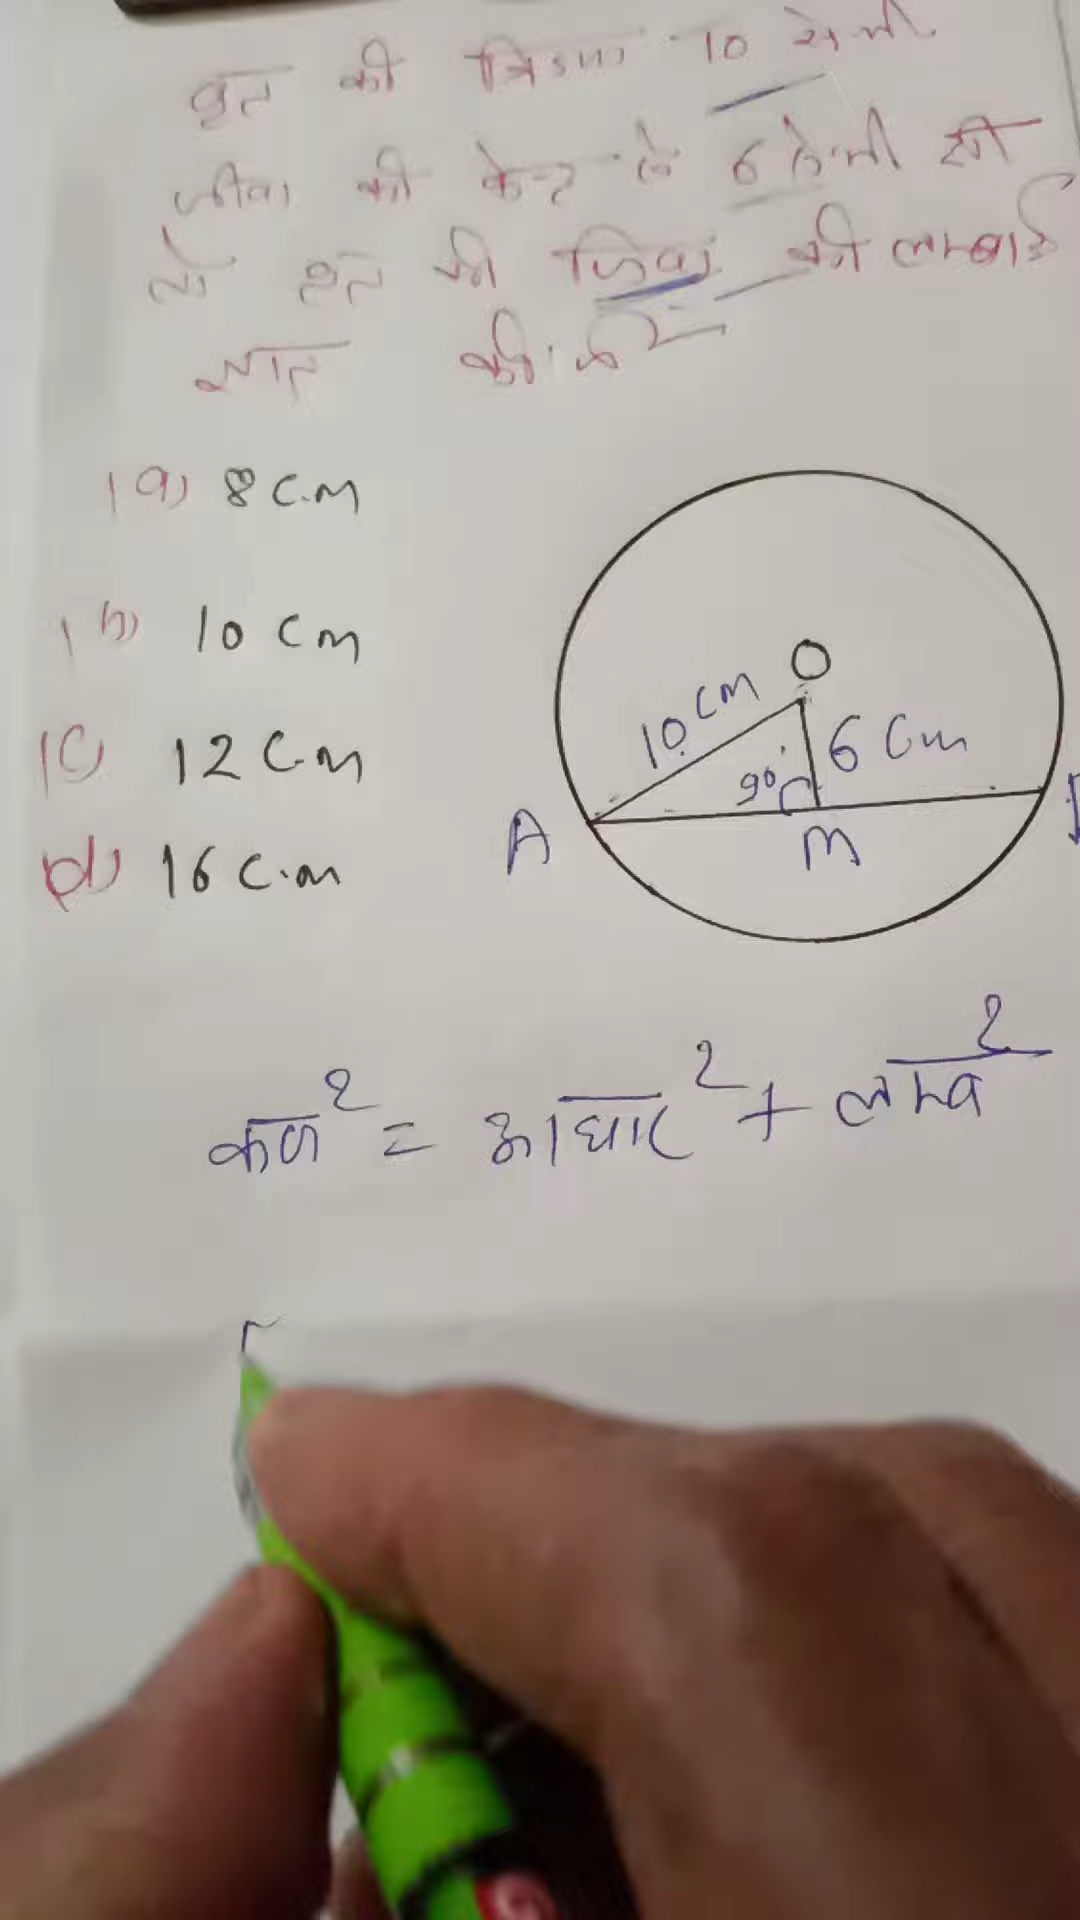 वृत की त्रिज्या 10 सेमी
जीवा की केन्द्र से 6 सेमी हो
तो वृत की जिवा की लम्बाई
ज्ञात कीजिए
(a) 8 C.m
(b) 10 Cm
(c) 12 C.m
(d) 16 C.m
O
10 cm
6 Cm
90°
A
M
कर्ण² = आधार² + लम्ब²